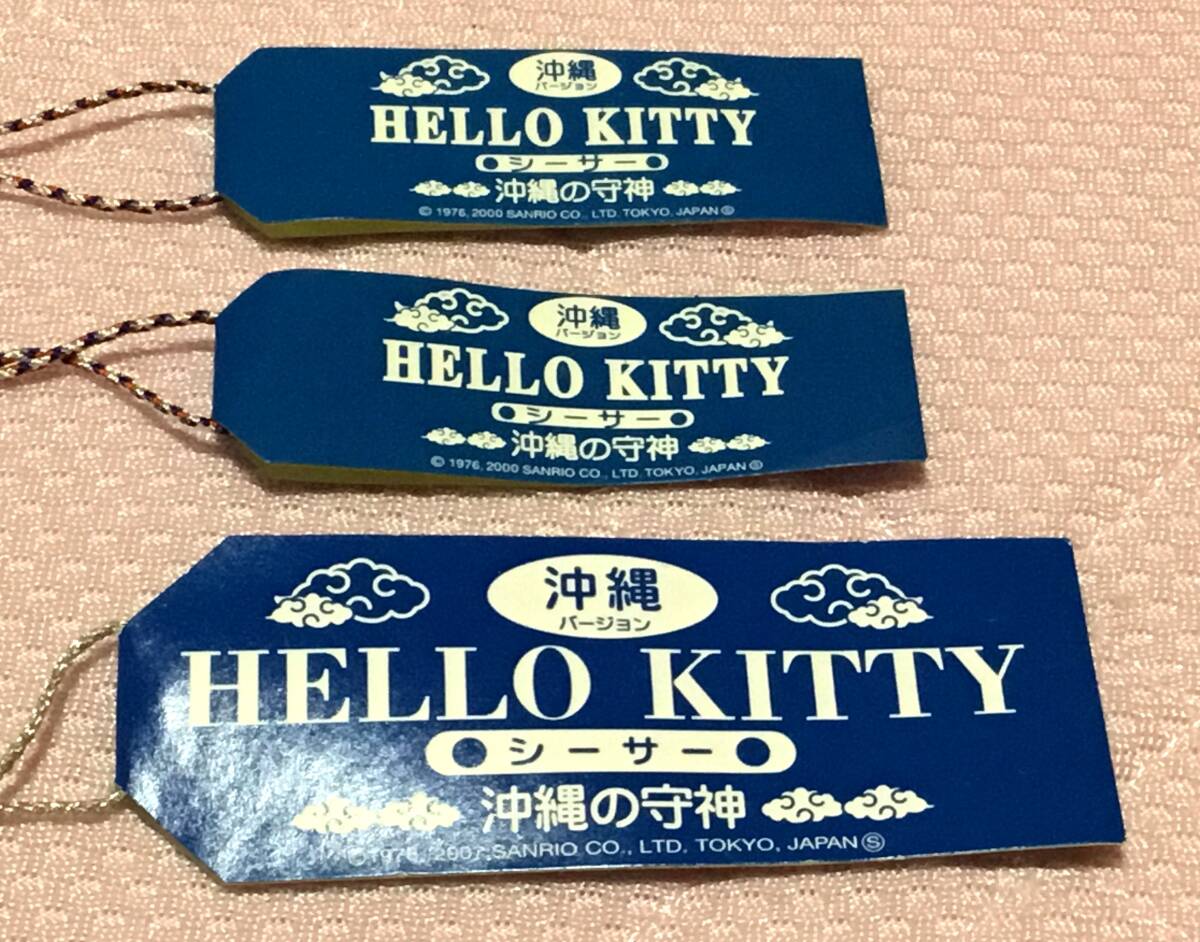 沖縄
バージョン
HELLO KITTY
シーサー
沖縄の守神
© 1976, 2000 SANRIO CO., LTD. TOKYO, JAPAN Ⓢ
沖縄
バージョン
HELLO KITTY
シーサー
沖縄の守神
© 1976, 2000 SANRIO CO., LTD. TOKYO, JAPAN Ⓢ
沖縄
バージョン
HELLO KITTY
シーサー
沖縄の守神
©1976, 2007 SANRIO CO., LTD. TOKYO, JAPAN Ⓢ